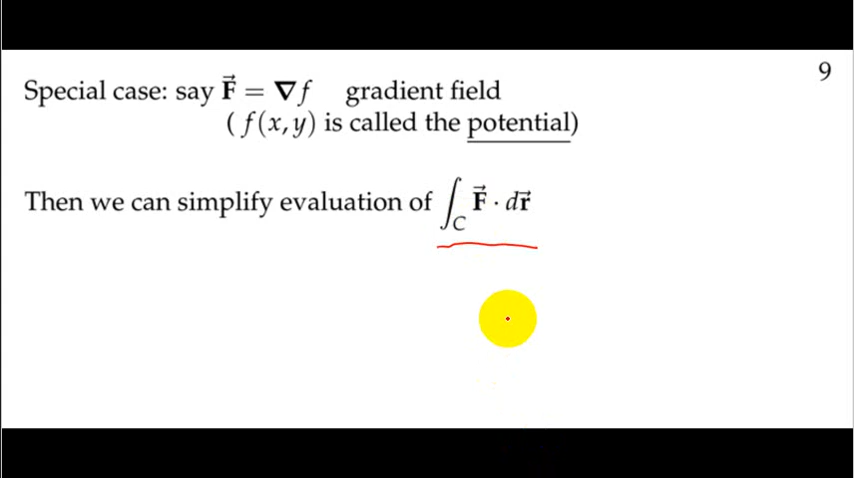 9
Special case: say F⃗ = ∇f gradient field
( f(x, y) is called the potential)
Then we can simplify evaluation of ∫_C F⃗ · dr⃗